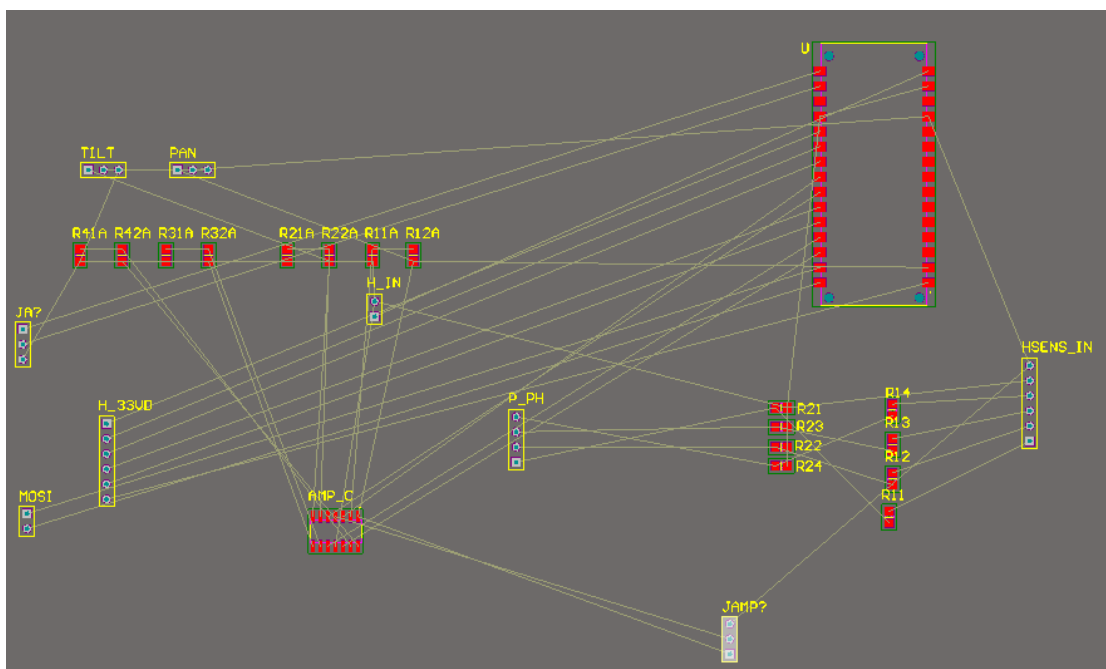 U
TILT PAN
R41A R42A R31A R32A R21A R22A R11A R12A
H_IN
JA?
HSENS_IN
H_33VD
P_PH
R21
R14
R23
R13
R22
R12
R24
MOSI
AMP_C
R11
JAMP?